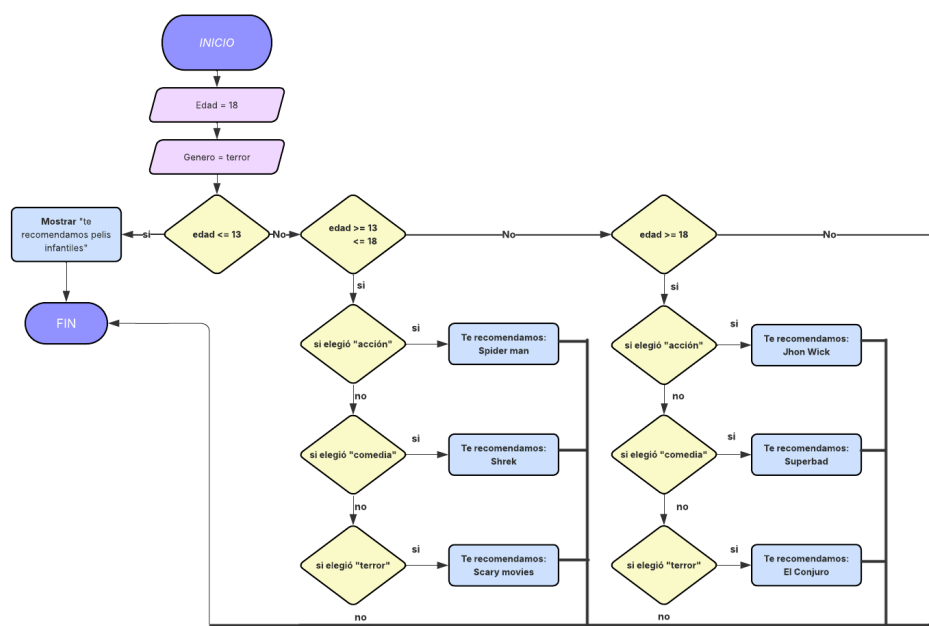 INICIO
Edad = 18
Genero = terror
Mostrar "te
recomendamos pelis
infantiles"
si
edad <= 13
No
edad >= 13
<= 18
No
edad >= 18
No
FIN
si
si
si elegió "acción"
si
Te recomendamos:
Spider man
si elegió "acción"
si
Te recomendamos:
Jhon Wick
no
no
si elegió "comedia"
si
Te recomendamos:
Shrek
si elegió "comedia"
si
Te recomendamos:
Superbad
no
no
si elegió "terror"
si
Te recomendamos:
Scary movies
si elegió "terror"
si
Te recomendamos:
El Conjuro
no
no